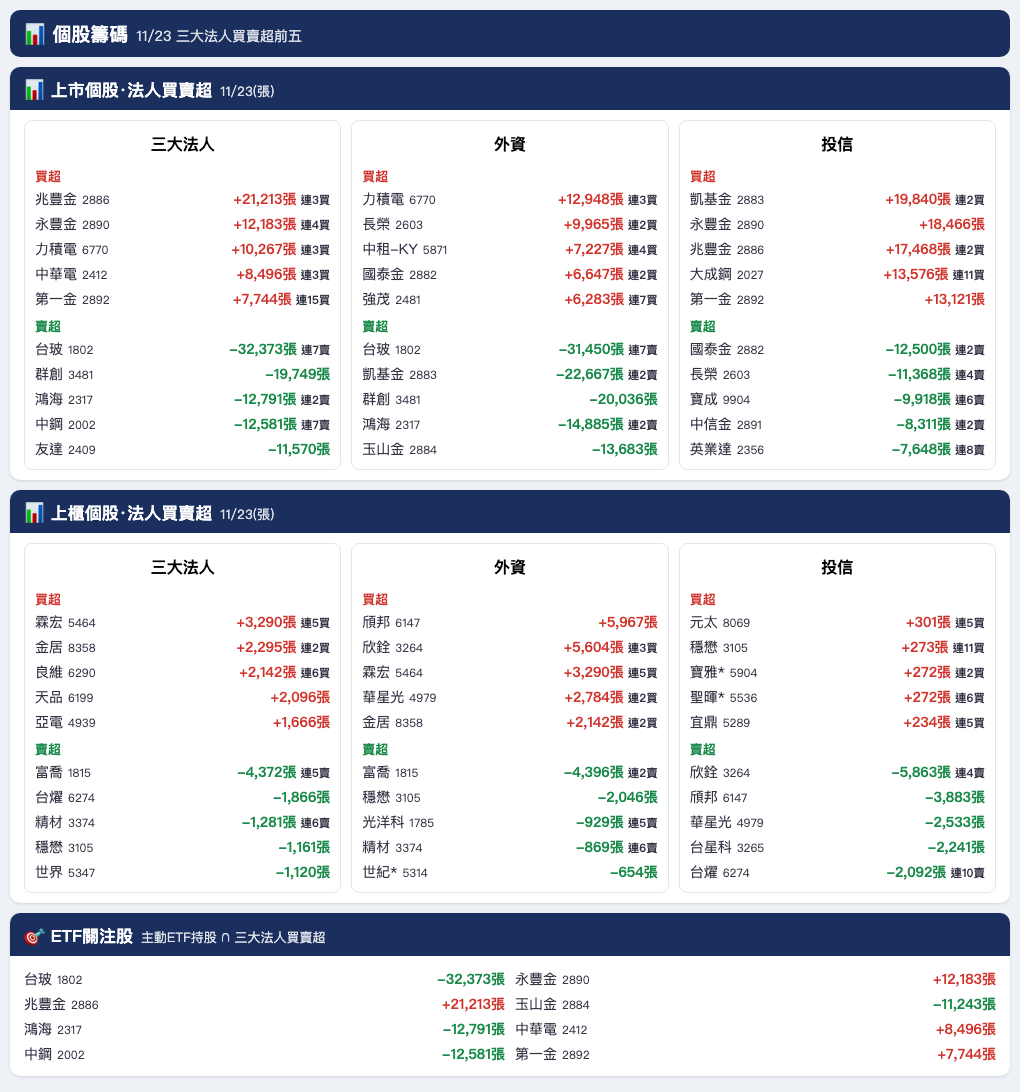 個股籌碼 11/23 三大法人買賣超前五
上市個股·法人買賣超 11/23(張)
三大法人
買超
兆豐金 2886 +21,213張 連3買
永豐金 2890 +12,183張 連4買
力積電 6770 +10,267張 連3買
中華電 2412 +8,496張 連3買
第一金 2892 +7,744張 連15買
賣超
台玻 1802 −32,373張 連7賣
群創 3481 −19,749張
鴻海 2317 −12,791張 連2賣
中鋼 2002 −12,581張 連7賣
友達 2409 −11,570張
外資
買超
力積電 6770 +12,948張 連3買
長榮 2603 +9,965張 連2買
中租-KY 5871 +7,227張 連4買
國泰金 2882 +6,647張 連2買
強茂 2481 +6,283張 連7買
賣超
台玻 1802 −31,450張 連7賣
凱基金 2883 −22,667張 連2賣
群創 3481 −20,036張
鴻海 2317 −14,885張 連2賣
玉山金 2884 −13,683張
投信
買超
凱基金 2883 +19,840張 連2買
永豐金 2890 +18,466張
兆豐金 2886 +17,468張 連2買
大成鋼 2027 +13,576張 連11買
第一金 2892 +13,121張
賣超
國泰金 2882 −12,500張 連2賣
長榮 2603 −11,368張 連4賣
寶成 9904 −9,918張 連6賣
中信金 2891 −8,311張 連2賣
英業達 2356 −7,648張 連8賣
上櫃個股·法人買賣超 11/23(張)
三大法人
買超
霖宏 5464 +3,290張 連5買
金居 8358 +2,295張 連2買
良維 6290 +2,142張 連6買
天品 6199 +2,096張
亞電 4939 +1,666張
賣超
富喬 1815 −4,372張 連5賣
台燿 6274 −1,866張
精材 3374 −1,281張 連6賣
穩懋 3105 −1,161張
世界 5347 −1,120張
外資
買超
頎邦 6147 +5,967張
欣銓 3264 +5,604張 連3買
霖宏 5464 +3,290張 連5買
華星光 4979 +2,784張 連2買
金居 8358 +2,142張 連2買
賣超
富喬 1815 −4,396張 連2賣
穩懋 3105 −2,046張
光洋科 1785 −929張 連5賣
精材 3374 −869張 連6賣
世紀* 5314 −654張
投信
買超
元太 8069 +301張 連5買
穩懋 3105 +273張 連11買
寶雅* 5904 +272張 連2買
聖暉* 5536 +272張 連6買
宜鼎 5289 +234張 連5買
賣超
欣銓 3264 −5,863張 連4賣
頎邦 6147 −3,883張
華星光 4979 −2,533張
台星科 3265 −2,241張
台燿 6274 −2,092張 連10賣
ETF關注股 主動ETF持股 ∩ 三大法人買賣超
台玻 1802 −32,373張 永豐金 2890 +12,183張
兆豐金 2886 +21,213張 玉山金 2884 −11,243張
鴻海 2317 −12,791張 中華電 2412 +8,496張
中鋼 2002 −12,581張 第一金 2892 +7,744張